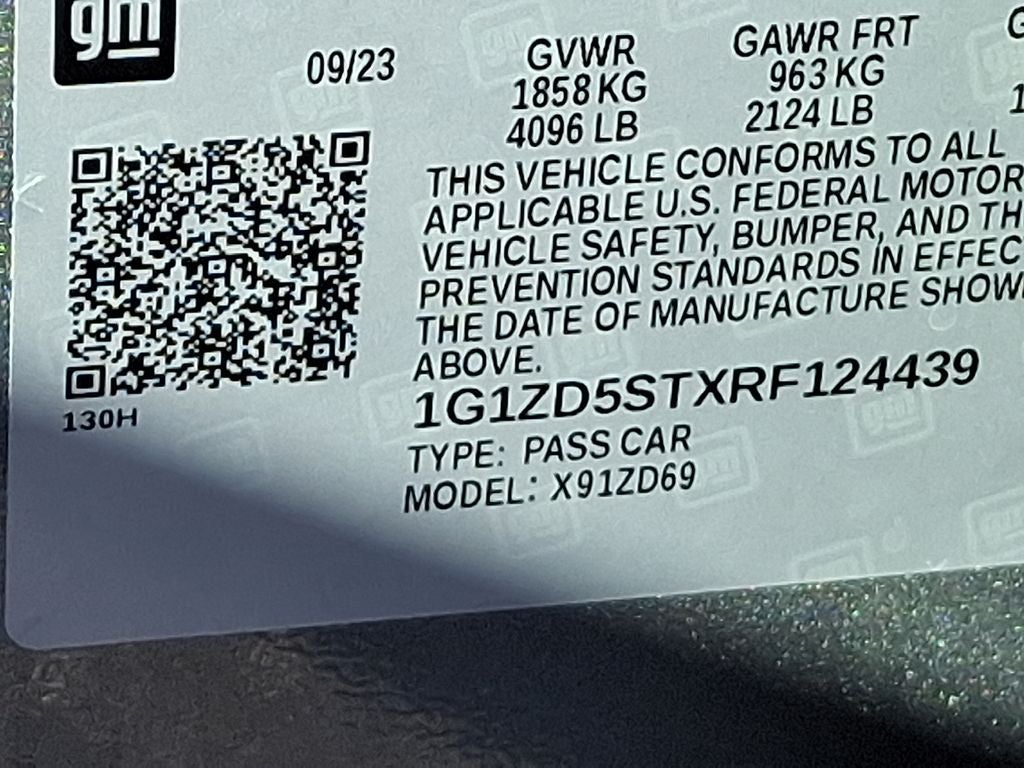 gm
09/23
GVWR
1858 KG
4096 LB
GAWR FRT
963 KG
2124 LB
G
1
THIS VEHICLE CONFORMS TO ALL
APPLICABLE U.S. FEDERAL MOTOR
VEHICLE SAFETY, BUMPER, AND TH
PREVENTION STANDARDS IN EFFEC
THE DATE OF MANUFACTURE SHOW
ABOVE.
130H
1G1ZD5STXRF124439
TYPE: PASS CAR
MODEL: X91ZD69